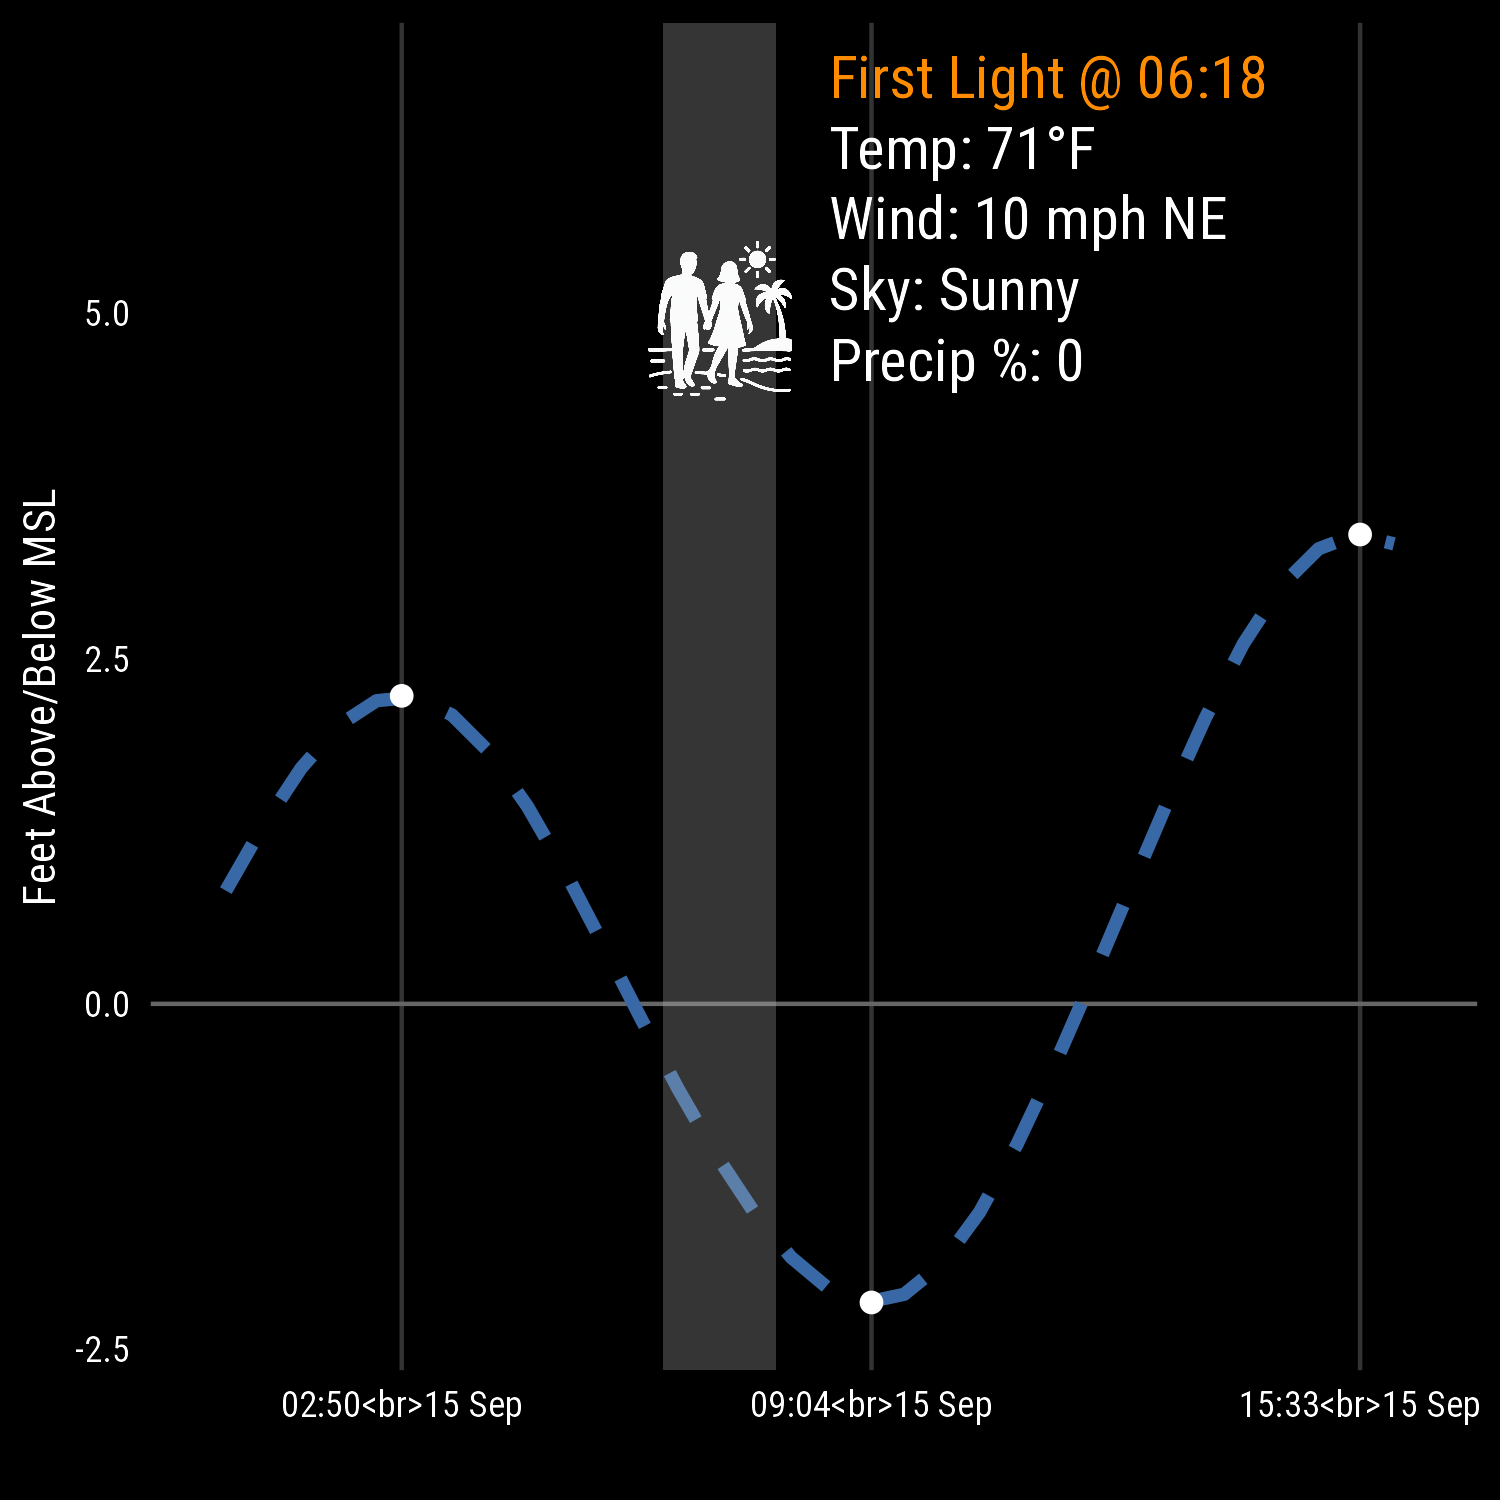 First Light @ 06:18
Temp: 71°F
Wind: 10 mph NE
Sky: Sunny
Precip %: 0
Feet Above/Below MSL
5.0
2.5
0.0
-2.5
02:50<br>15 Sep
09:04<br>15 Sep
15:33<br>15 Sep